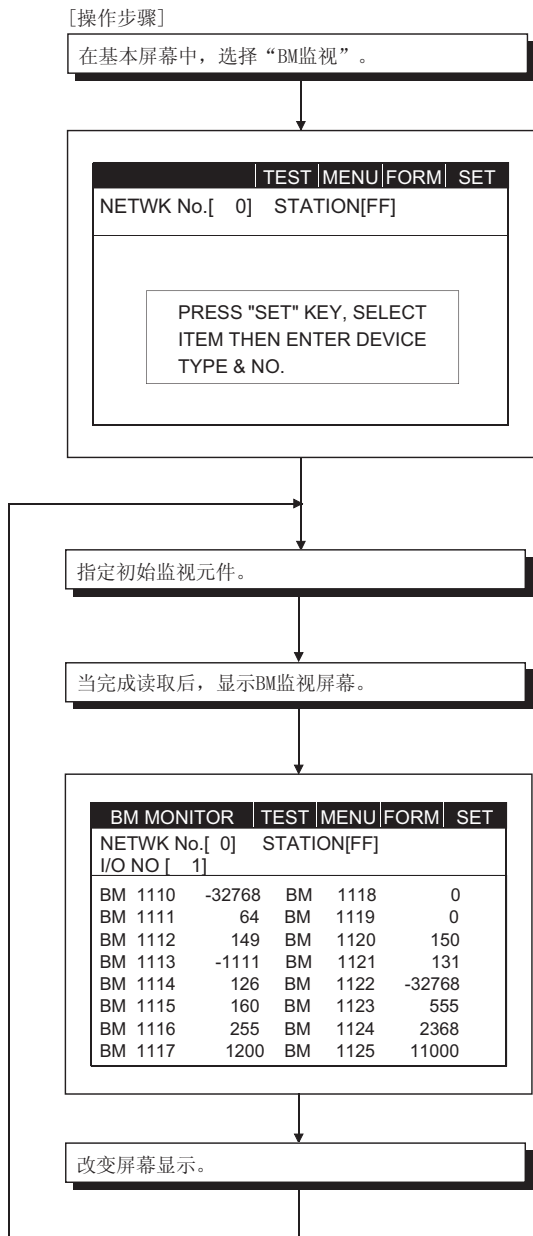 [操作步骤]
在基本屏幕中，选择“BM监视”。
TEST MENU FORM SET
NETWK No.[ 0] STATION[FF]
PRESS "SET" KEY, SELECT
ITEM THEN ENTER DEVICE
TYPE & NO.
指定初始监视元件。
当完成读取后，显示BM监视屏幕。
BM MONITOR TEST MENU FORM SET
NETWK No.[ 0] STATION[FF]
I/O NO [ 1]
BM 1110 -32768 BM 1118 0
BM 1111 64 BM 1119 0
BM 1112 149 BM 1120 150
BM 1113 -1111 BM 1121 131
BM 1114 126 BM 1122 -32768
BM 1115 160 BM 1123 555
BM 1116 255 BM 1124 2368
BM 1117 1200 BM 1125 11000
改变屏幕显示。